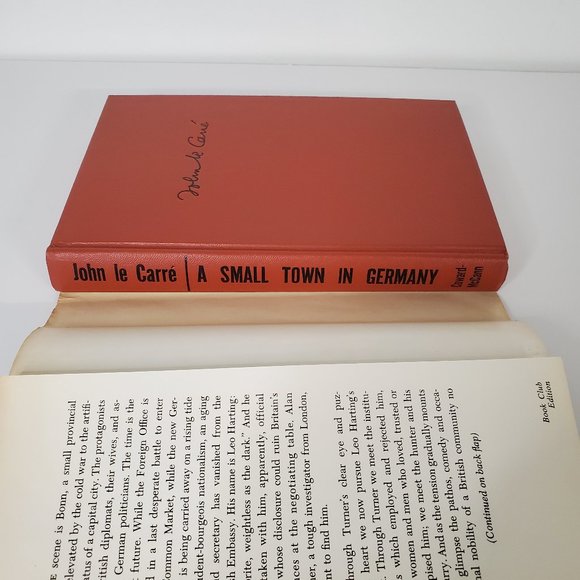 John le Carré
John le Carré
A SMALL TOWN IN GERMANY
Coward-
McCann
E SCENE is Bonn, a small provincial
elevated by the cold war to the artifi-
atus of a capital city. The protagonists
ritish diplomats, their wives, and as-
German politicians. The time is the
future. While the Foreign Office is
d in a last desperate battle to enter
ommon Market, while the new Ger-
is being carried away on a rising tide
dent-bourgeois nationalism, an aging
nd secretary has vanished from the
h Embassy. His name is Leo Harting:
rite, weightless as the dark." And he
taken with him, apparently, official
whose disclosure could ruin Britain's
nces at the negotiating table. Alan
er, a tough investigator from London,
nt to find him.
hrough Turner's clear eye and puz-
heart we now pursue Leo Harting's
Through Turner we meet the institu-
s which employed and rejected him,
women and men who loved, trusted or
pised him; we meet the hunter and his
arry. And as the tension gradually mounts
glimpse the pathos, comedy and occa-
nal nobility of a British community no
(Continued on back flap)
Book Club
Edition